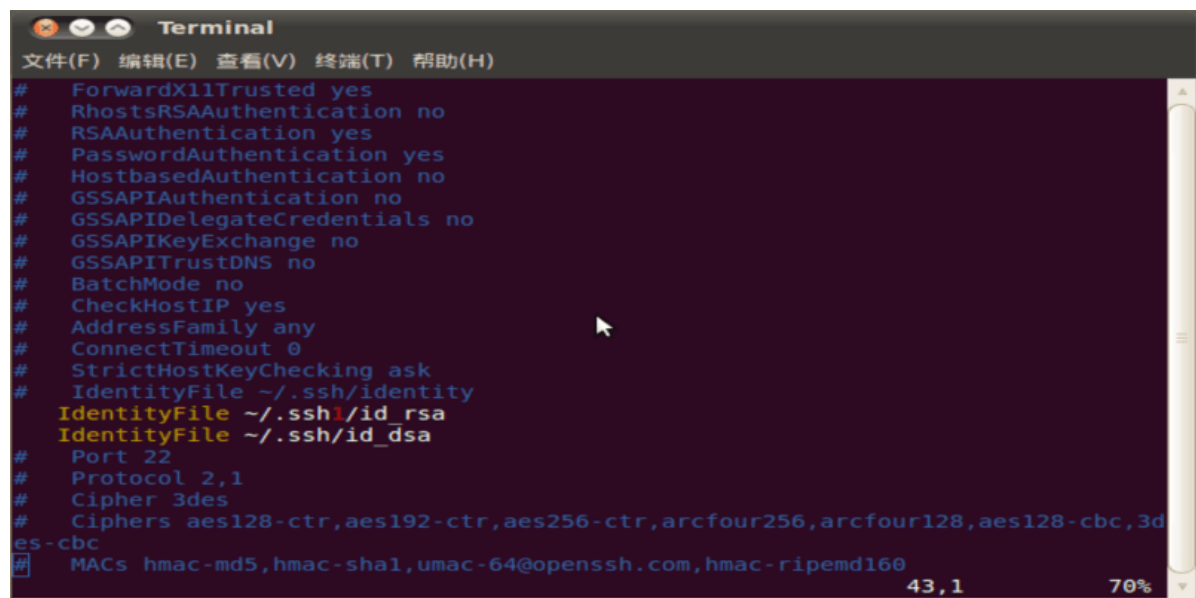 Terminal
文件(F) 编辑(E) 查看(V) 终端(T) 帮助(H)
#   ForwardX11Trusted yes
#   RhostsRSAAuthentication no
#   RSAAuthentication yes
#   PasswordAuthentication yes
#   HostbasedAuthentication no
#   GSSAPIAuthentication no
#   GSSAPIDelegateCredentials no
#   GSSAPIKeyExchange no
#   GSSAPITrustDNS no
#   BatchMode no
#   CheckHostIP yes
#   AddressFamily any
#   ConnectTimeout 0
#   StrictHostKeyChecking ask
#   IdentityFile ~/.ssh/identity
   IdentityFile ~/.ssh1/id_rsa
   IdentityFile ~/.ssh/id_dsa
#   Port 22
#   Protocol 2,1
#   Cipher 3des
#   Ciphers aes128-ctr,aes192-ctr,aes256-ctr,arcfour256,arcfour128,aes128-cbc,3d
es-cbc
#   MACs hmac-md5,hmac-sha1,umac-64@openssh.com,hmac-ripemd160
43,1 70%